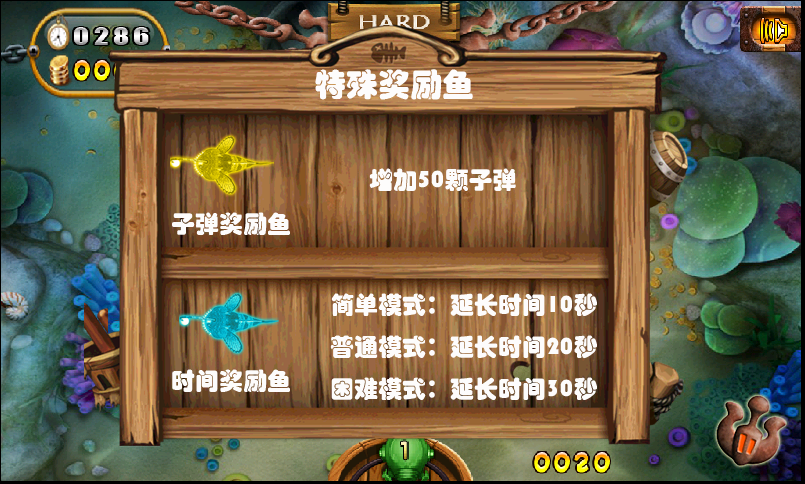 HARD
0286
00
特殊奖励鱼
增加50颗子弹
子弹奖励鱼
简单模式：延长时间10秒
普通模式：延长时间20秒
时间奖励鱼
困难模式：延长时间30秒
1
0020